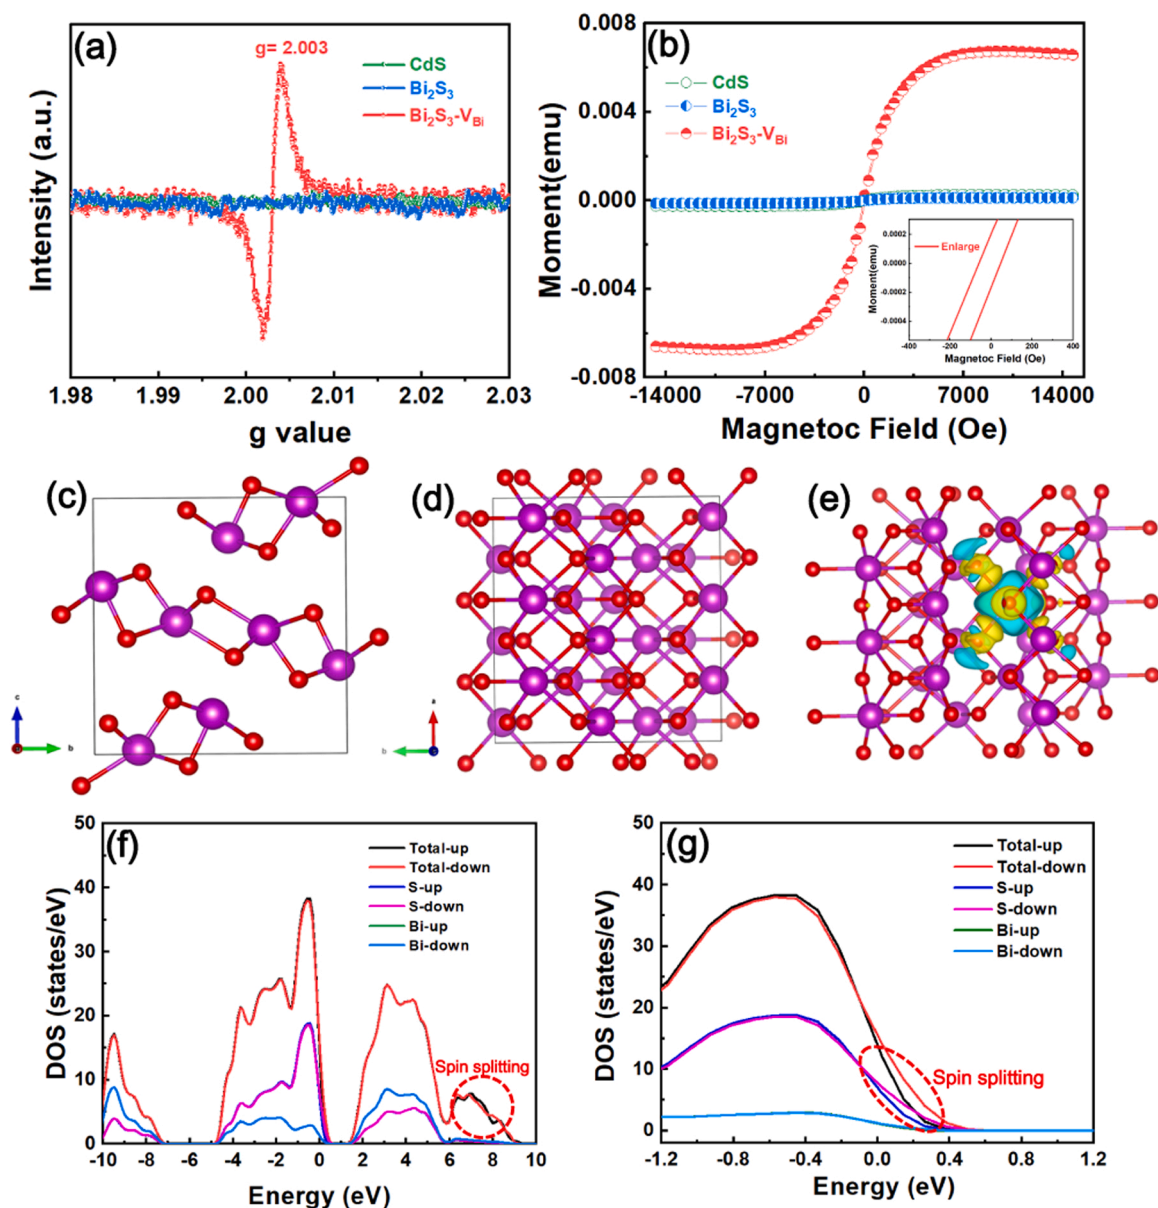 (a)
g= 2.003
CdS
Bi₂S₃
Bi₂S₃-V_Bi
Intensity (a.u.)
1.98 1.99 2.00 2.01 2.02 2.03
g value
(b)
0.008
0.004
0.000
-0.004
-0.008
Moment(emu)
CdS
Bi₂S₃
Bi₂S₃-V_Bi
0.0002
0.0000
-0.0002
-0.0004
Moment(emu)
Enlarge
-400 -200 0 200 400
Magnetoc Field (Oe)
-14000 -7000 0 7000 14000
Magnetoc Field (Oe)
(c)
c
b
(d)
a
b
(e)
(f)
50
40
30
20
10
0
DOS (states/eV)
Total-up
Total-down
S-up
S-down
Bi-up
Bi-down
Spin splitting
-10 -8 -6 -4 -2 0 2 4 6 8 10
Energy (eV)
(g)
50
40
30
20
10
0
DOS (states/eV)
Total-up
Total-down
S-up
S-down
Bi-up
Bi-down
Spin splitting
-1.2 -0.8 -0.4 0.0 0.4 0.8 1.2
Energy (eV)